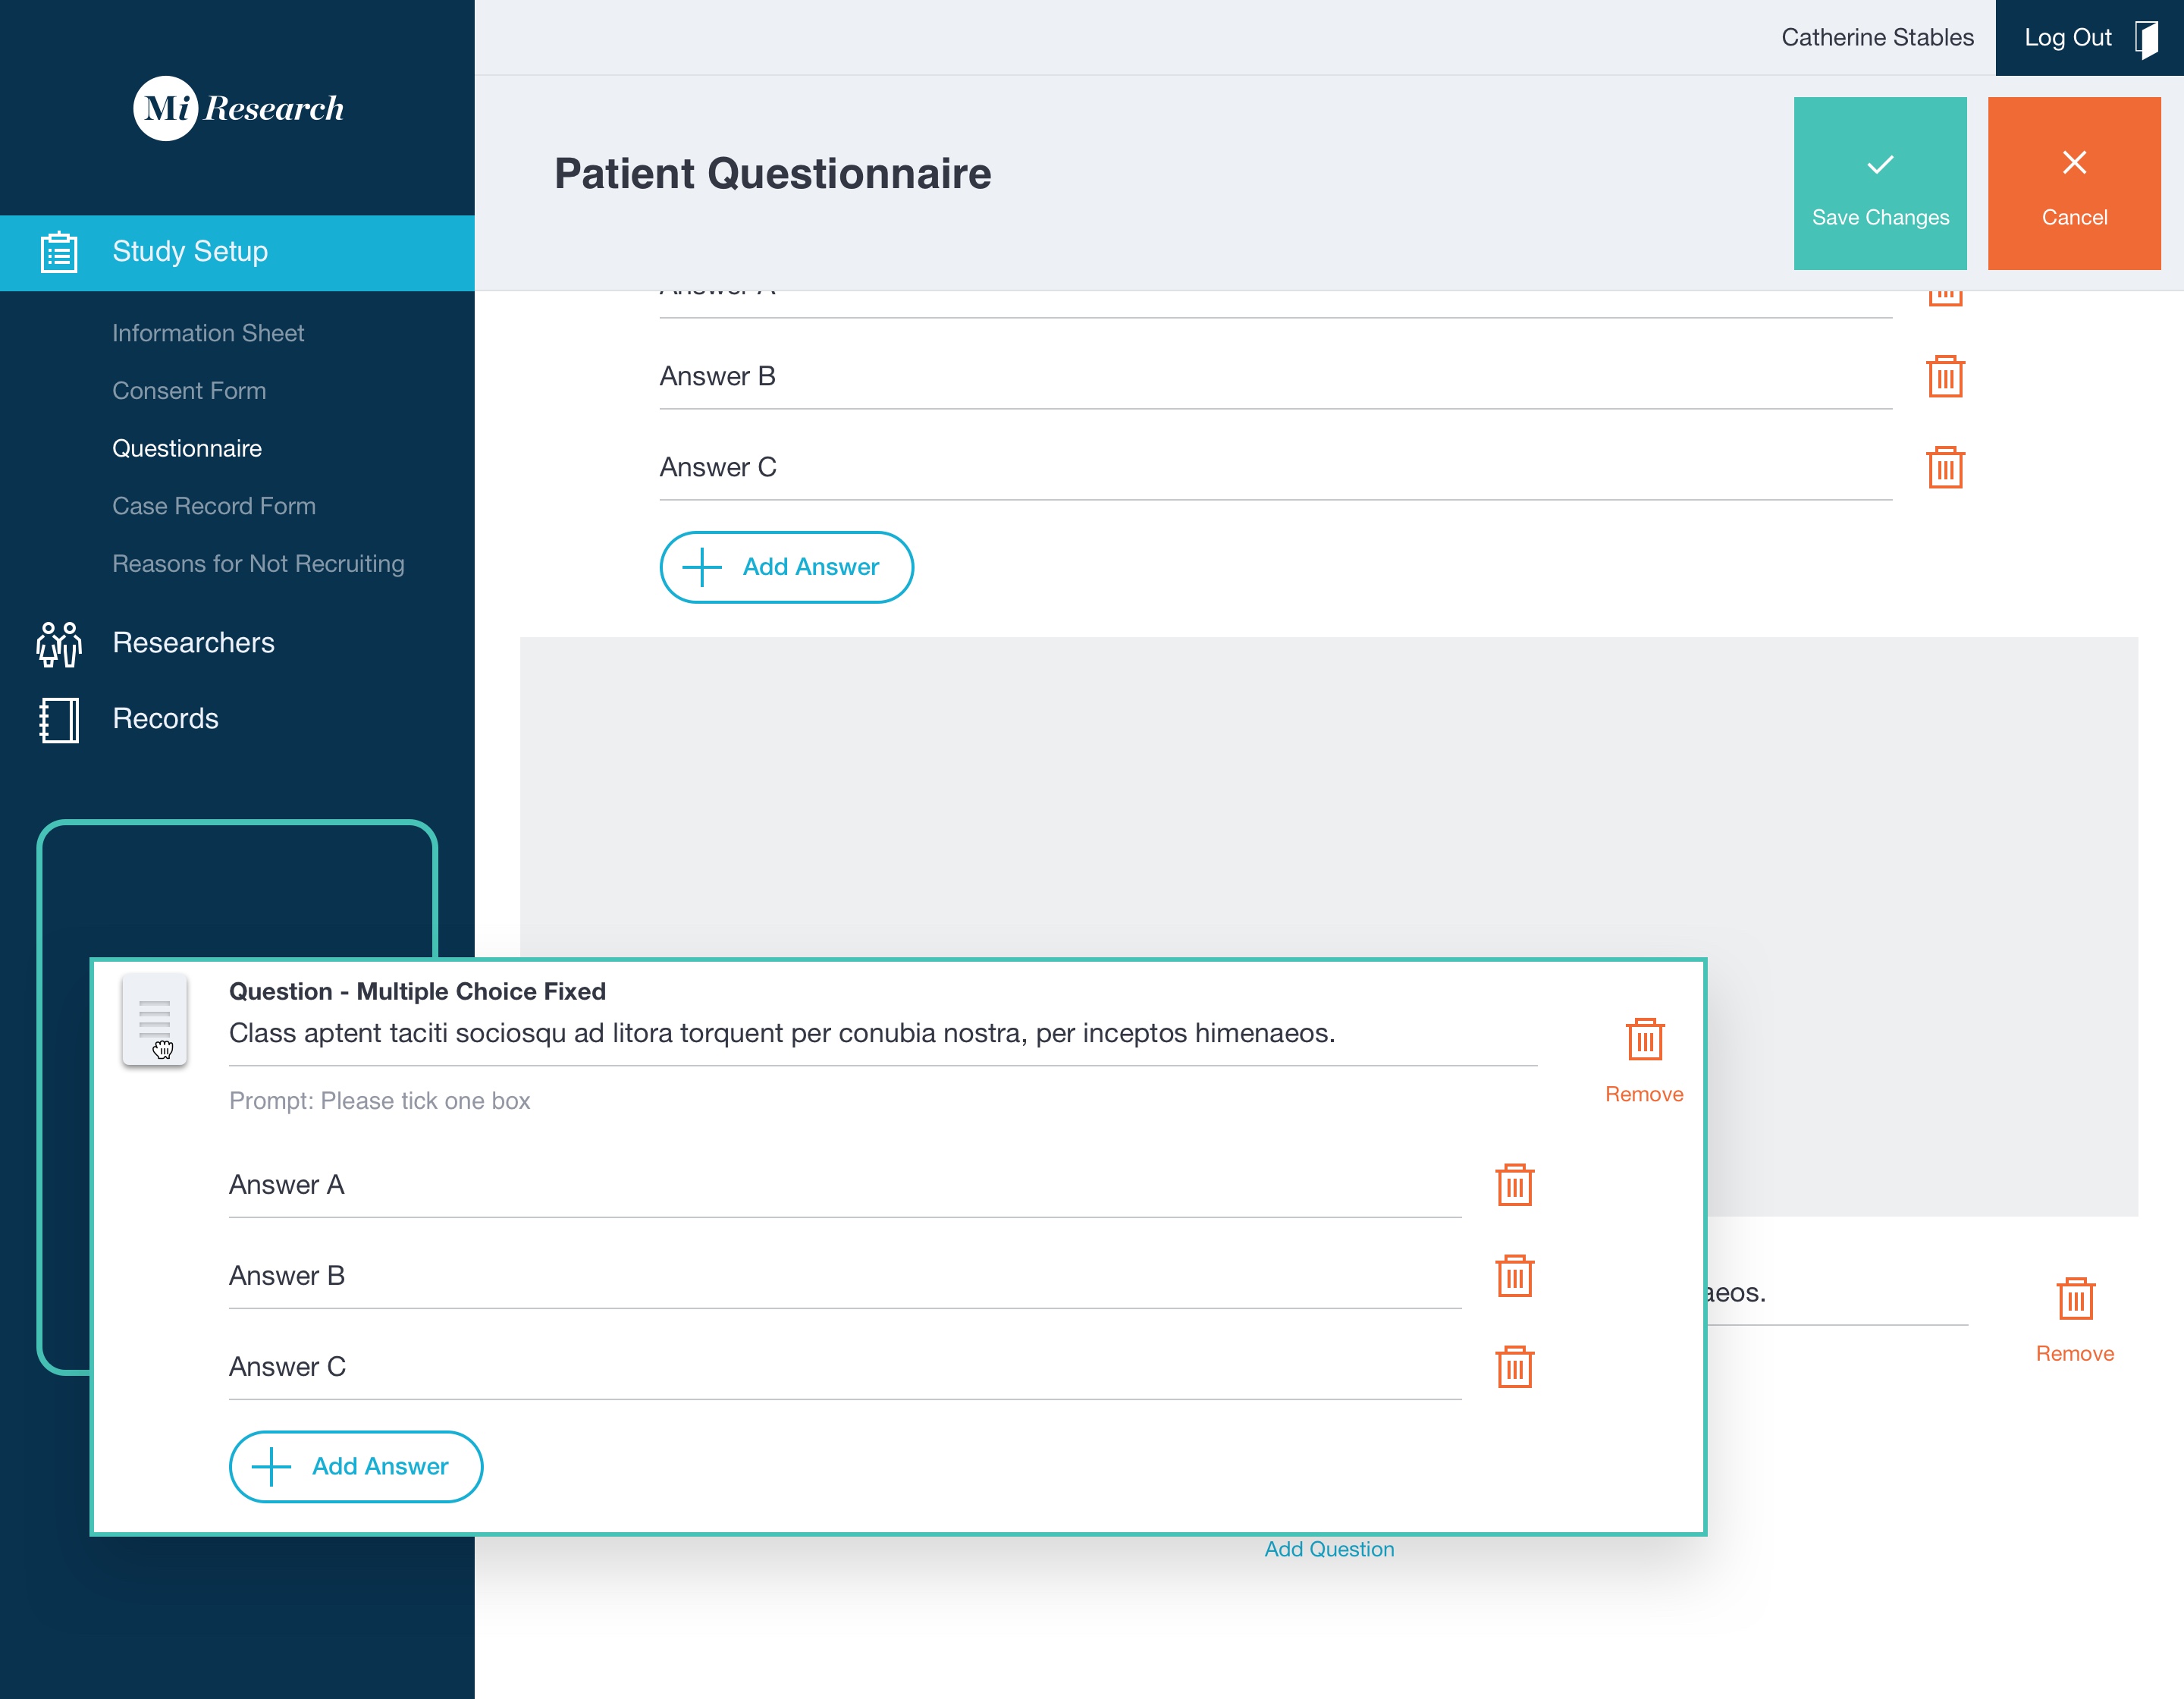 Catherine Stables
Log Out
Mi Research
Patient Questionnaire
Save Changes
Cancel
Study Setup
Information Sheet
Consent Form
Questionnaire
Case Record Form
Reasons for Not Recruiting
Researchers
Records
Answer A
Answer B
Answer C
Add Answer
Question - Multiple Choice Fixed
Class aptent taciti sociosqu ad litora torquent per conubia nostra, per inceptos himenaeos.
Remove
Prompt: Please tick one box
Answer A
Answer B
Answer C
Add Answer
aeos.
Remove
Add Question